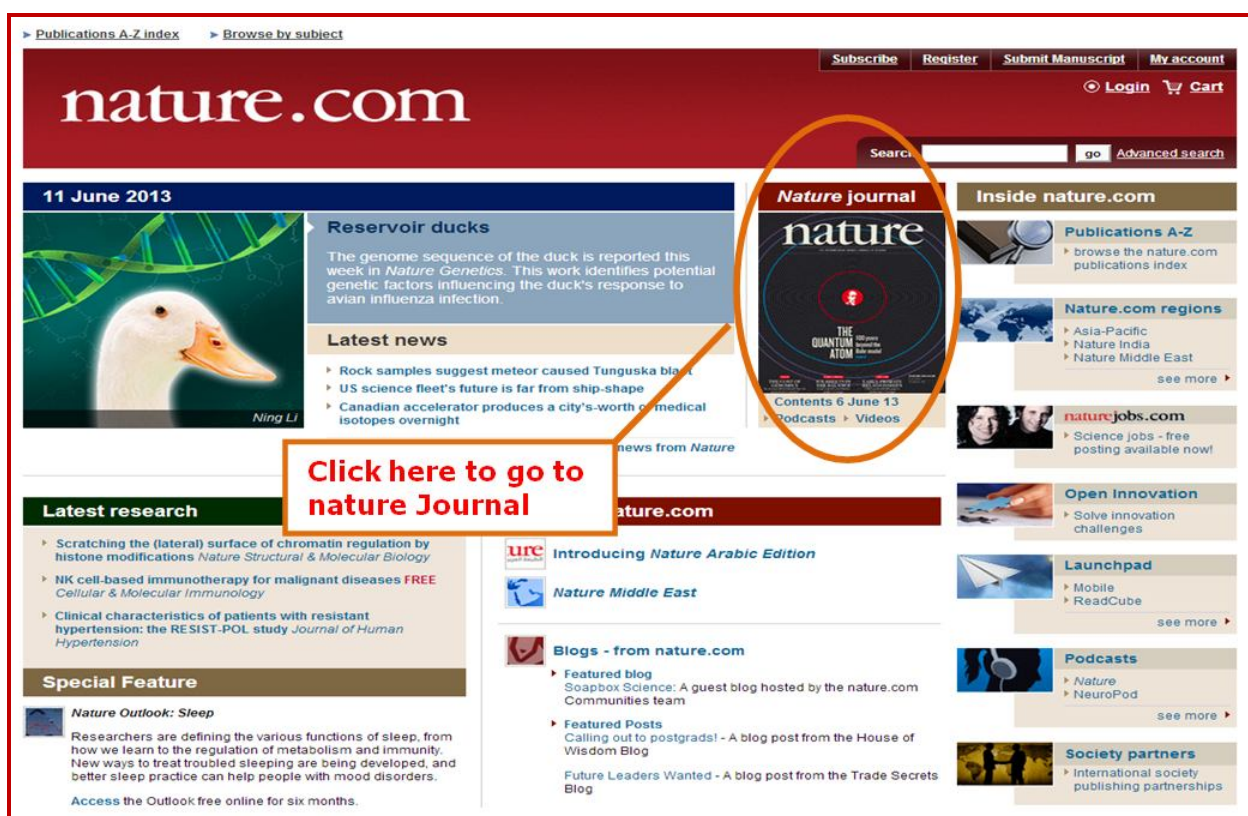 Publications A-Z index
Browse by subject
Subscribe
Register
Submit Manuscript
My account
nature.com
Login
Cart
Search
go
Advanced search
11 June 2013
Ning Li
Reservoir ducks
The genome sequence of the duck is reported this
week in Nature Genetics. This work identifies potential
genetic factors influencing the duck's response to
avian influenza infection.
Latest news
Rock samples suggest meteor caused Tunguska blast
US science fleet's future is far from ship-shape
Canadian accelerator produces a city's-worth of medical
isotopes overnight
news from Nature
Nature journal
nature
THE
QUANTUM
ATOM
100 years
beyond the
Bohr model
Contents 6 June 13
Podcasts
Videos
Click here to go to
nature Journal
Latest research
Scratching the (lateral) surface of chromatin regulation by
histone modifications Nature Structural & Molecular Biology
NK cell-based immunotherapy for malignant diseases FREE
Cellular & Molecular Immunology
Clinical characteristics of patients with resistant
hypertension: the RESIST-POL study Journal of Human
Hypertension
Special Feature
Nature Outlook: Sleep
Researchers are defining the various functions of sleep, from
how we learn to the regulation of metabolism and immunity.
New ways to treat troubled sleeping are being developed, and
better sleep practice can help people with mood disorders.
Access the Outlook free online for six months.
ature.com
ure
Introducing Nature Arabic Edition
Nature Middle East
Blogs - from nature.com
Featured blog
Soapbox Science: A guest blog hosted by the nature.com
Communities team
Featured Posts
Calling out to postgrads! - A blog post from the House of
Wisdom Blog
Future Leaders Wanted - A blog post from the Trade Secrets
Blog
Inside nature.com
Publications A-Z
browse the nature.com
publications index
Nature.com regions
Asia-Pacific
Nature India
Nature Middle East
see more
naturejobs.com
Science jobs - free
posting available now!
Open Innovation
Solve innovation
challenges
Launchpad
Mobile
ReadCube
see more
Podcasts
Nature
NeuroPod
see more
Society partners
International society
publishing partnerships